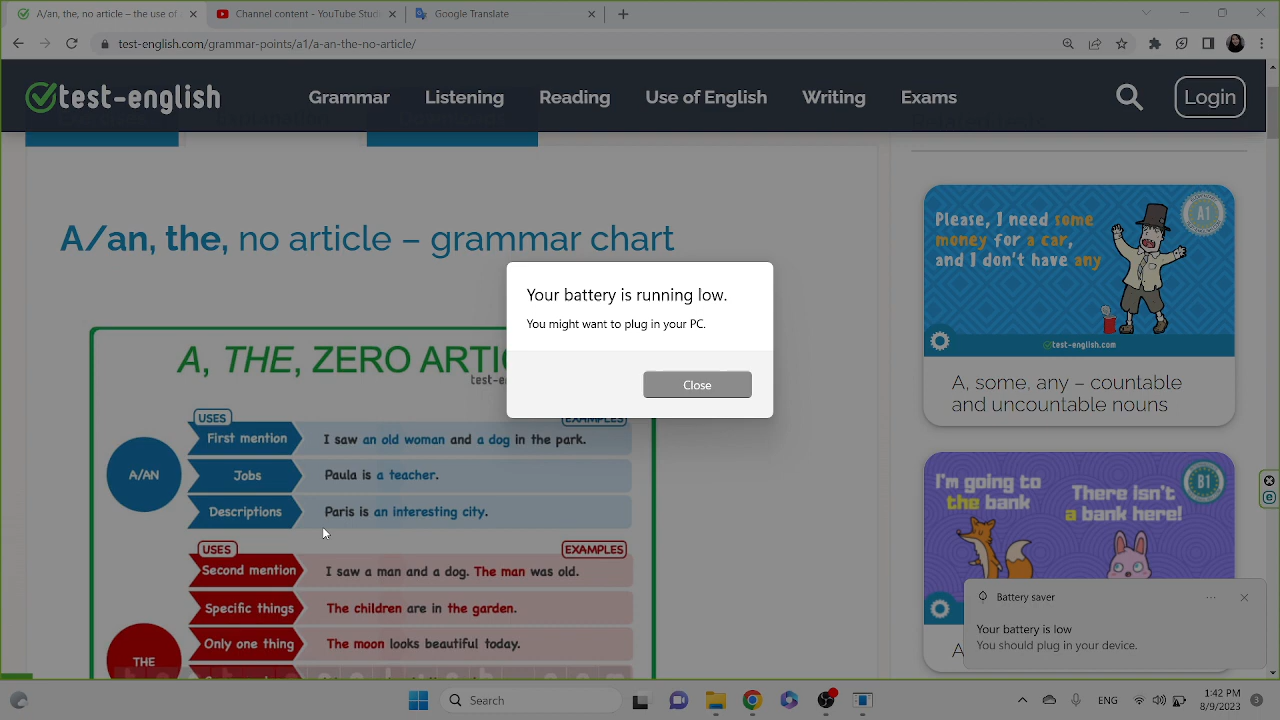 A/an, the, no article – the use of
Channel content - YouTube Studi
Google Translate
test-english.com/grammar-points/a1/a-an-the-no-article/
test-english
Grammar
Listening
Reading
Use of English
Writing
Exams
Login
A/an, the, no article – grammar chart
Your battery is running low.
You might want to plug in your PC.
Close
A, THE, ZERO ARTIC
test-e
USES
EXAMPLES
A/AN
First mention
I saw an old woman and a dog in the park.
Jobs
Paula is a teacher.
Descriptions
Paris is an interesting city.
USES
EXAMPLES
THE
Second mention
I saw a man and a dog. The man was old.
Specific things
The children are in the garden.
Only one thing
The moon looks beautiful today.
Please, I need some
money for a car,
and I don't have any
A1
test-english.com
A, some, any – countable
and uncountable nouns
I'm going to
the bank
There isn't
a bank here!
B1
A
Battery saver
Your battery is low
You should plug in your device.
Search
ENG
1:42 PM
8/9/2023
3